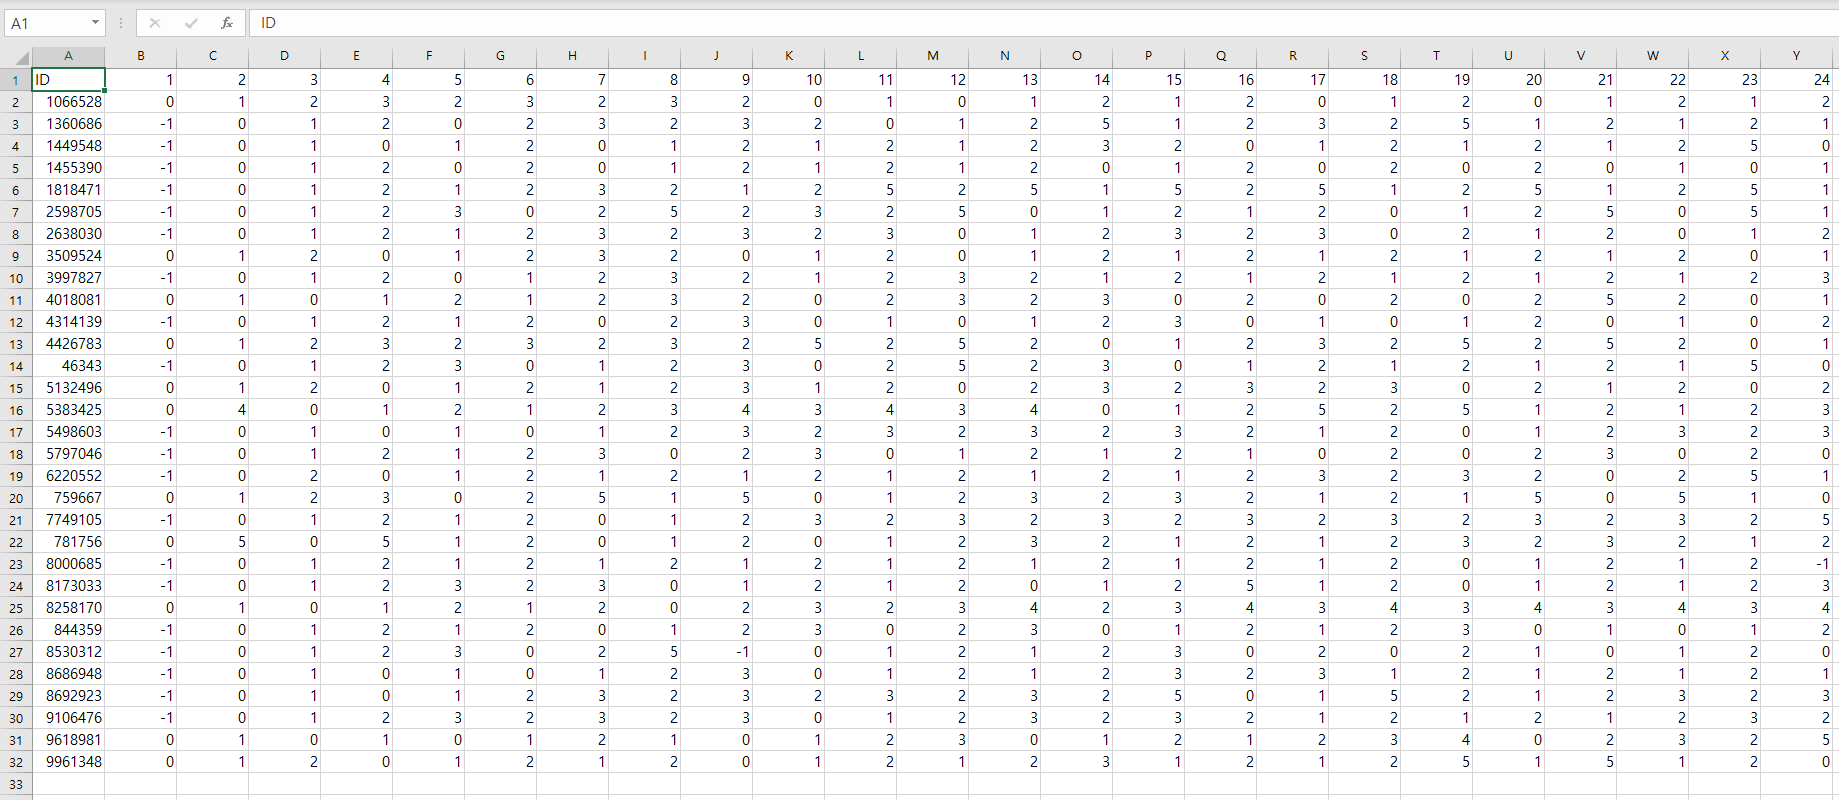 A1 fx ID
A B C D E F G H I J K L M N O P Q R S T U V W X Y
1 ID 1 2 3 4 5 6 7 8 9 10 11 12 13 14 15 16 17 18 19 20 21 22 23 24
2 1066528 0 1 2 3 2 3 2 3 2 0 1 0 1 2 1 2 0 1 2 0 1 2 1 2
3 1360686 -1 0 1 2 0 2 3 2 3 2 0 1 2 5 1 2 3 2 5 1 2 1 2 1
4 1449548 -1 0 1 0 1 2 0 1 2 1 2 1 2 3 2 0 1 2 1 2 1 2 5 0
5 1455390 -1 0 1 2 0 2 0 1 2 1 2 1 2 0 1 2 0 2 0 2 0 1 0 1
6 1818471 -1 0 1 2 1 2 3 2 1 2 5 2 5 1 5 2 5 1 2 5 1 2 5 1
7 2598705 -1 0 1 2 3 0 2 5 2 3 2 5 0 1 2 1 2 0 1 2 5 0 5 1
8 2638030 -1 0 1 2 1 2 3 2 3 2 3 0 1 2 3 2 3 0 2 1 2 0 1 2
9 3509524 0 1 2 0 1 2 3 2 0 1 2 0 1 2 1 2 1 2 1 2 1 2 0 1
10 3997827 -1 0 1 2 0 1 2 3 2 1 2 3 2 1 2 1 2 1 2 1 2 1 2 3
11 4018081 0 1 0 1 2 1 2 3 2 0 2 3 2 3 0 2 0 2 0 2 5 2 0 1
12 4314139 -1 0 1 2 1 2 0 2 3 0 1 0 1 2 3 0 1 0 1 2 0 1 0 2
13 4426783 0 1 2 3 2 3 2 3 2 5 2 5 2 0 1 2 3 2 5 2 5 2 0 1
14 46343 -1 0 1 2 3 0 1 2 3 0 2 5 2 3 0 1 2 1 2 1 2 1 5 0
15 5132496 0 1 2 0 1 2 1 2 3 1 2 0 2 3 2 3 2 3 0 2 1 2 0 2
16 5383425 0 4 0 1 2 1 2 3 4 3 4 3 4 0 1 2 5 2 5 1 2 1 2 3
17 5498603 -1 0 1 0 1 0 1 2 3 2 3 2 3 2 3 2 1 2 0 1 2 3 2 3
18 5797046 -1 0 1 2 1 2 3 0 2 3 0 1 2 1 2 1 0 2 0 2 3 0 2 0
19 6220552 -1 0 2 0 1 2 1 2 1 2 1 2 1 2 1 2 3 2 3 2 0 2 5 1
20 759667 0 1 2 3 0 2 5 1 5 0 1 2 3 2 3 2 1 2 1 5 0 5 1 0
21 7749105 -1 0 1 2 1 2 0 1 2 3 2 3 2 3 2 3 2 3 2 3 2 3 2 5
22 781756 0 5 0 5 1 2 0 1 2 0 1 2 3 2 1 2 1 2 3 2 3 2 1 2
23 8000685 -1 0 1 2 1 2 1 2 1 2 1 2 1 2 1 2 1 2 0 1 2 1 2 -1
24 8173033 -1 0 1 2 3 2 3 0 1 2 1 2 0 1 2 5 1 2 0 1 2 1 2 3
25 8258170 0 1 0 1 2 1 2 0 2 3 2 3 4 2 3 4 3 4 3 4 3 4 3 4
26 844359 -1 0 1 2 1 2 0 1 2 3 0 2 3 0 1 2 1 2 3 0 1 0 1 2
27 8530312 -1 0 1 2 3 0 2 5 -1 0 1 2 1 2 3 0 2 0 2 1 0 1 2 0
28 8686948 -1 0 1 0 1 0 1 2 3 0 1 2 1 2 3 2 3 1 2 1 2 1 2 1
29 8692923 -1 0 1 0 1 2 3 2 3 2 3 2 3 2 5 0 1 5 2 1 2 3 2 3
30 9106476 -1 0 1 2 3 2 3 2 3 0 1 2 3 2 3 2 1 2 1 2 1 2 3 2
31 9618981 0 1 0 1 0 1 2 1 0 1 2 3 0 1 2 1 2 3 4 0 2 3 2 5
32 9961348 0 1 2 0 1 2 1 2 0 1 2 1 2 3 1 2 1 2 5 1 5 1 2 0
33